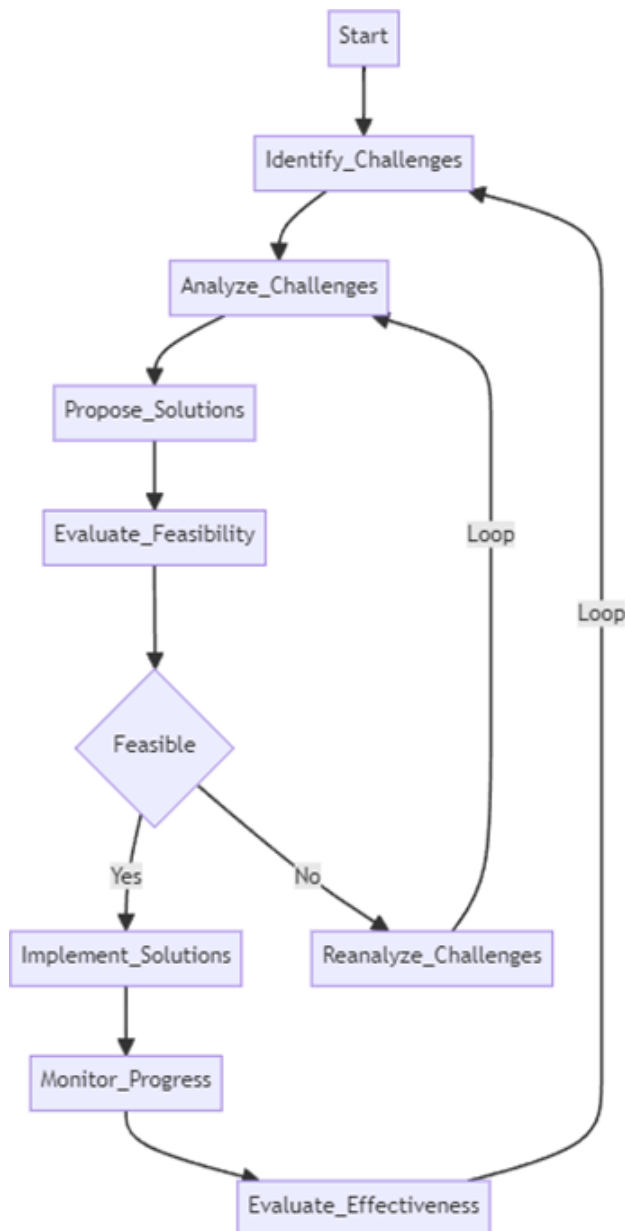 Start
Identify_Challenges
Analyze_Challenges
Propose_Solutions
Evaluate_Feasibility
Loop
Loop
Feasible
Yes
No
Implement_Solutions
Reanalyze_Challenges
Monitor_Progress
Evaluate_Effectiveness